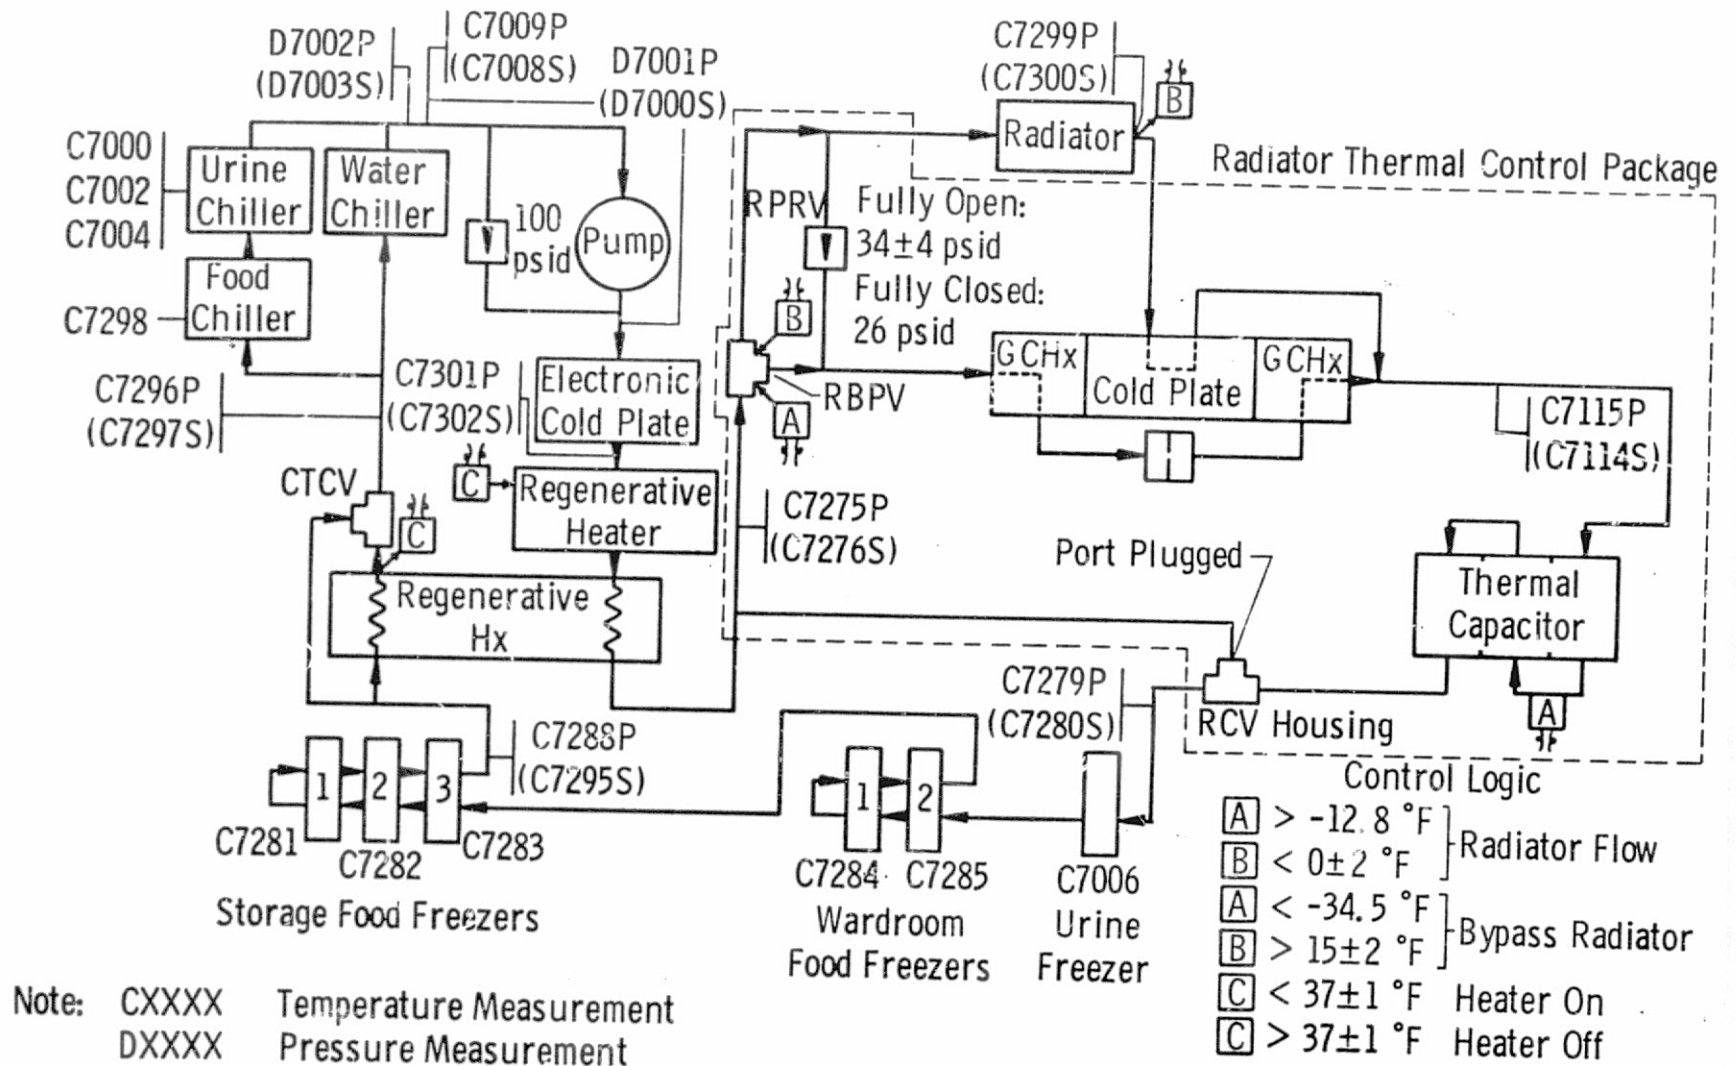 D7002P
(D7003S)
C7009P
(C7008S)
D7001P
(D7000S)
C7299P
(C7300S)
B
Radiator
Radiator Thermal Control Package
C7000
C7002
C7004
Urine
Chiller
Water
Chiller
100
psid
Pump
RPRV
Fully Open:
34±4 psid
Fully Closed:
26 psid
Food
Chiller
C7298
B
GCHx
Cold Plate
GCHx
C7296P
(C7297S)
C7301P
(C7302S)
Electronic
Cold Plate
RBPV
A
C7115P
(C7114S)
CTCV
C
C
Regenerative
Heater
C7275P
(C7276S)
Port Plugged
Regenerative
Hx
Thermal
Capacitor
C7279P
(C7280S)
RCV Housing
A
C7288P
(C7295S)
1
2
3
C7281
C7282
C7283
Storage Food Freezers
1
2
C7284
C7285
Wardroom
Food Freezers
C7006
Urine
Freezer
Control Logic
A > -12.8 °F
B < 0±2 °F
Radiator Flow
A < -34.5 °F
B > 15±2 °F
Bypass Radiator
C < 37±1 °F Heater On
C > 37±1 °F Heater Off
Note: CXXXX Temperature Measurement
DXXXX Pressure Measurement